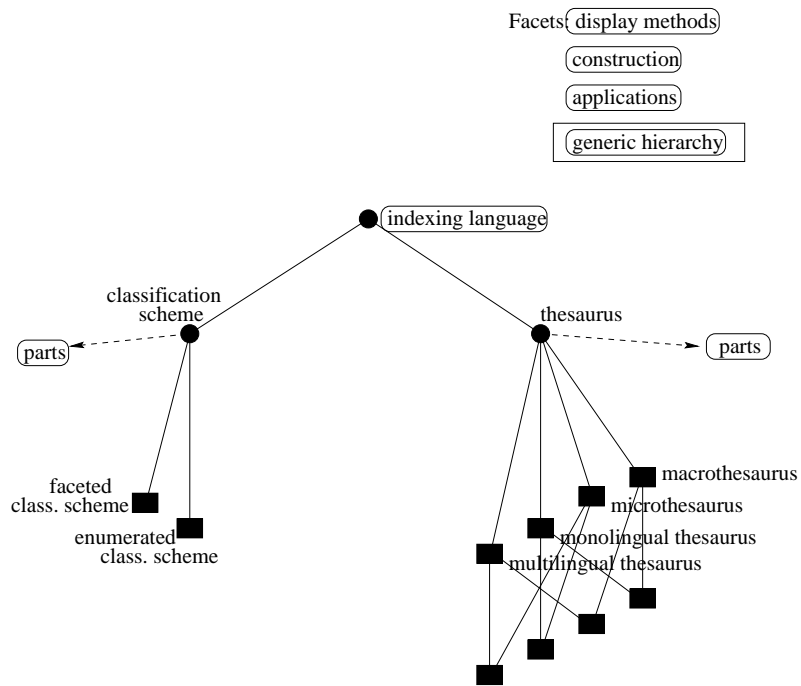 Facets: display methods
construction
applications
generic hierarchy
indexing language
classification
scheme
thesaurus
parts
parts
macrothesaurus
faceted
class. scheme
microthesaurus
enumerated
class. scheme
monolingual thesaurus
multilingual thesaurus